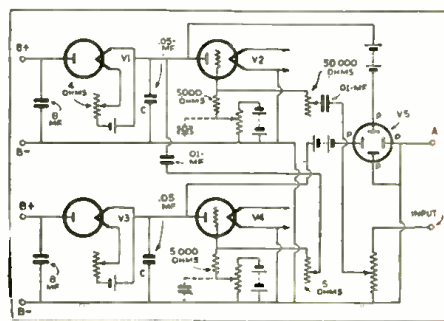 B+
V1
4
OHMS
8
MF
B-
C
.05-
MF
V2
5000
OHMS
50 000
OHMS
.01-MF
V5
P
P
P
P
A
.01-
MF
INPUT
B+
V3
8
MF
B-
C
.05
MF
V4
5 000
OHMS
5
OHMS